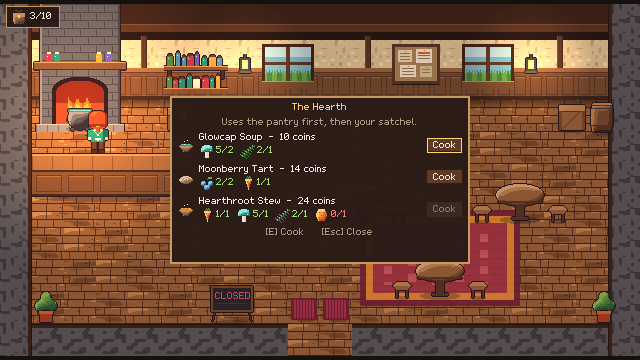 3/10
The Hearth
Uses the pantry first, then your satchel.
Glowcap Soup - 10 coins
5/2 2/1
Cook
Moonberry Tart - 14 coins
2/2 1/1
Cook
Hearthroot Stew - 24 coins
1/1 5/1 2/1 0/1
Cook
[E] Cook [Esc] Close
CLOSED